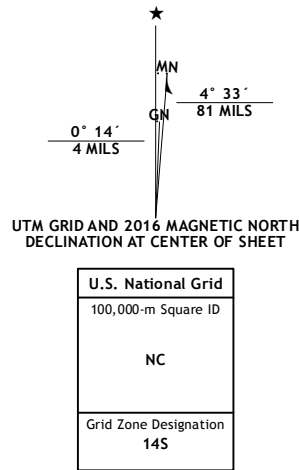 MN
4° 33´
81 MILS
GN
0° 14´
4 MILS
UTM GRID AND 2016 MAGNETIC NORTH
DECLINATION AT CENTER OF SHEET
U.S. National Grid
100,000-m Square ID
NC
Grid Zone Designation
14S